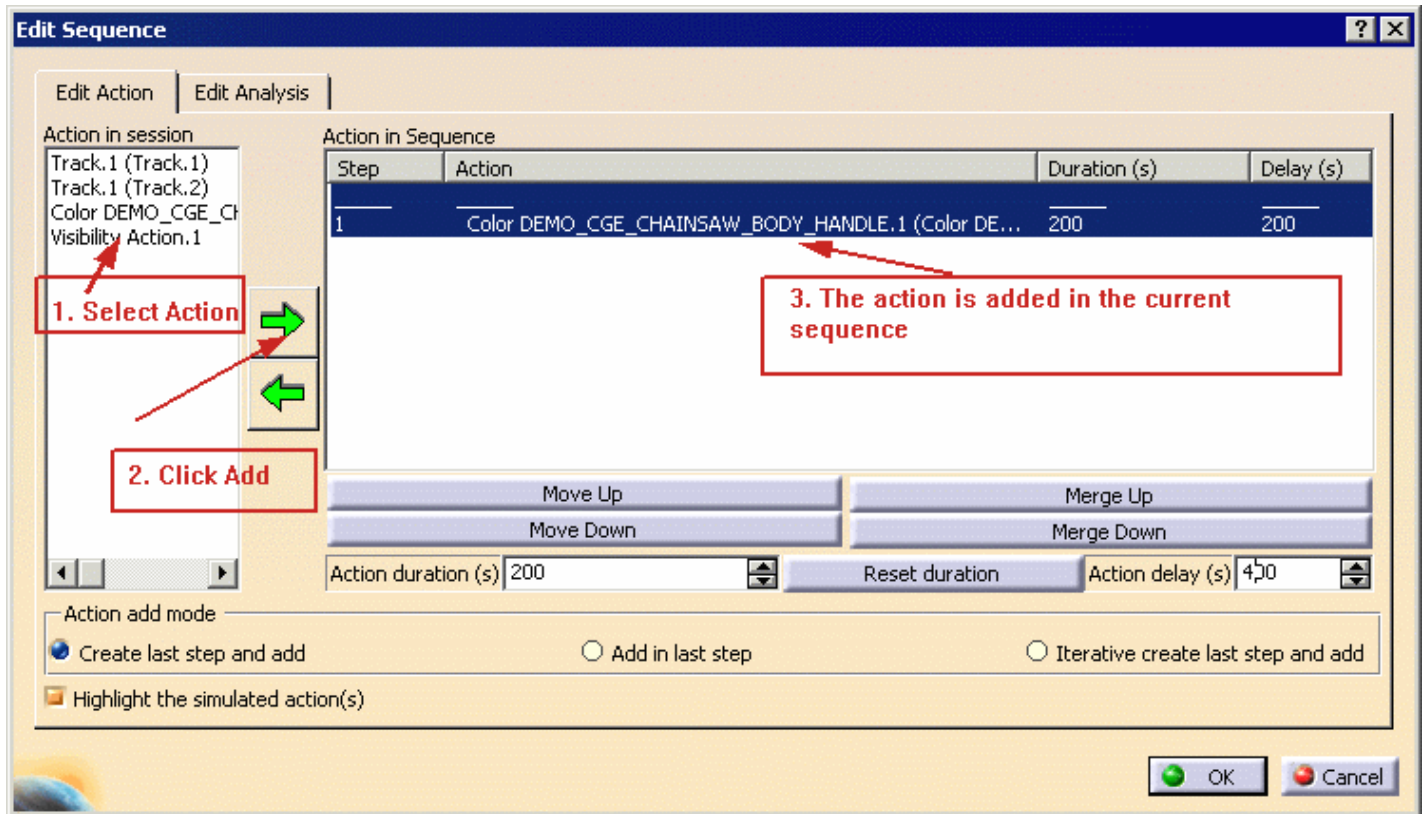 Edit Sequence
Edit Action
Edit Analysis
Action in session
Action in Sequence
Track.1 (Track.1)
Track.1 (Track.2)
Color DEMO_CGE_CH
Visibility Action.1
Step Action Duration (s) Delay (s)
1 Color DEMO_CGE_CHAINSAW_BODY_HANDLE.1 (Color DE... 200 200
1. Select Action
3. The action is added in the current
sequence
2. Click Add
Move Up
Merge Up
Move Down
Merge Down
Action duration (s) 200 Reset duration Action delay (s) 400
Action add mode
Create last step and add Add in last step Iterative create last step and add
Highlight the simulated action(s)
OK Cancel